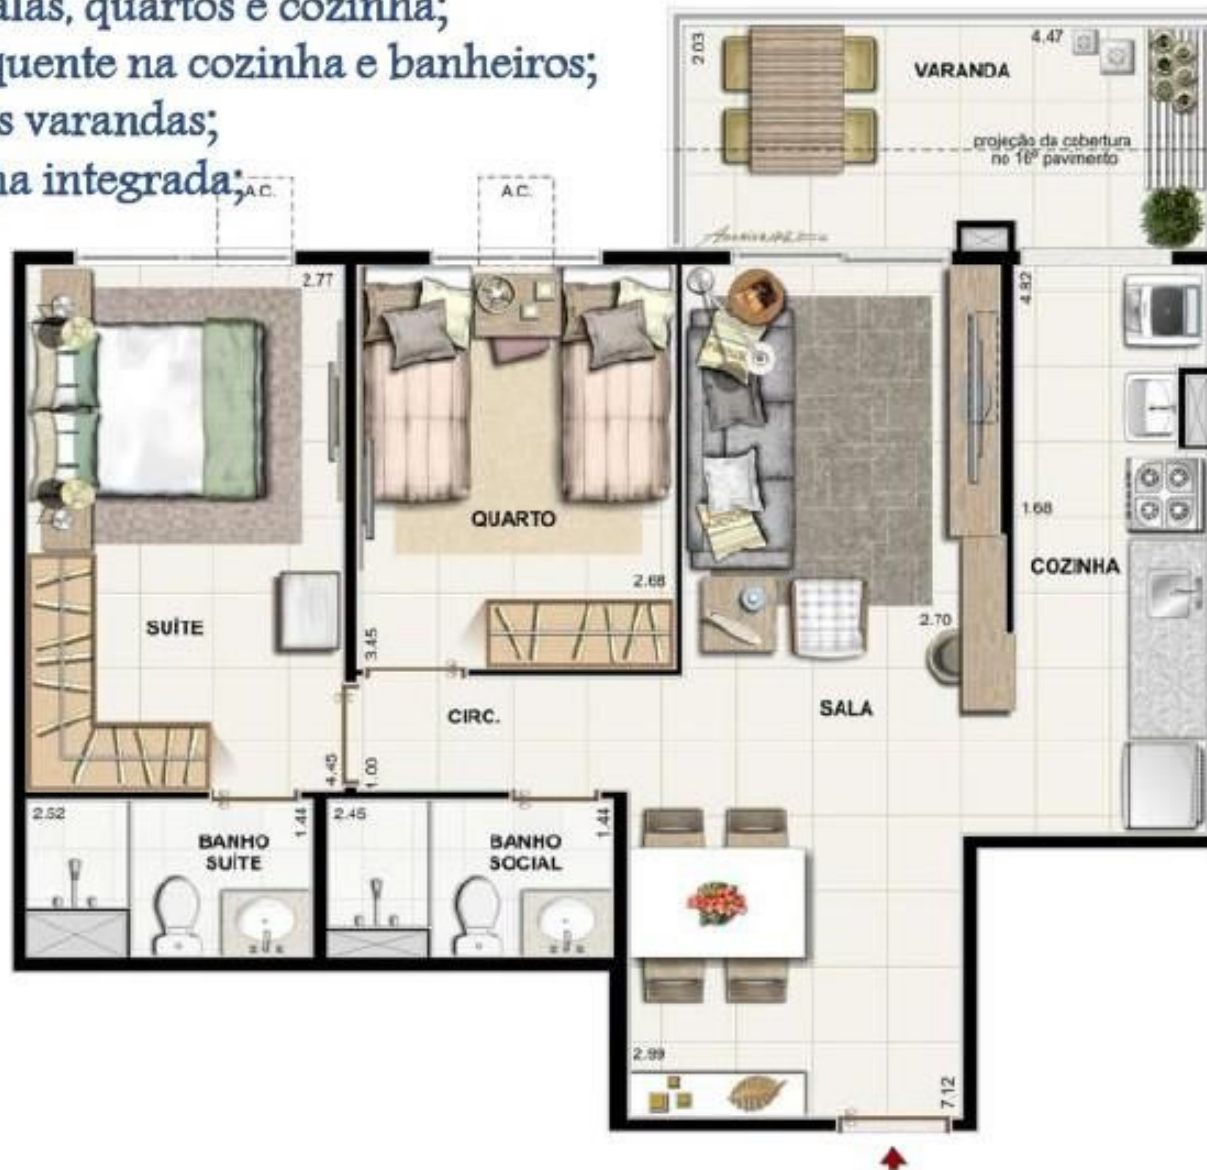 alas, quartos e cozinha;
quente na cozinha e banheiros;
s varandas;
na integrada;
A.C.
A.C.
2.03
4.47
VARANDA
projeção da cobertura
no 16º pavimento
2.77
4.82
1.68
QUARTO
COZINHA
2.68
SUÍTE
3.45
2.70
CIRC.
SALA
4.45
1.00
2.52
1.44
2.45
1.44
BANHO
SUÍTE
BANHO
SOCIAL
2.99
7.12